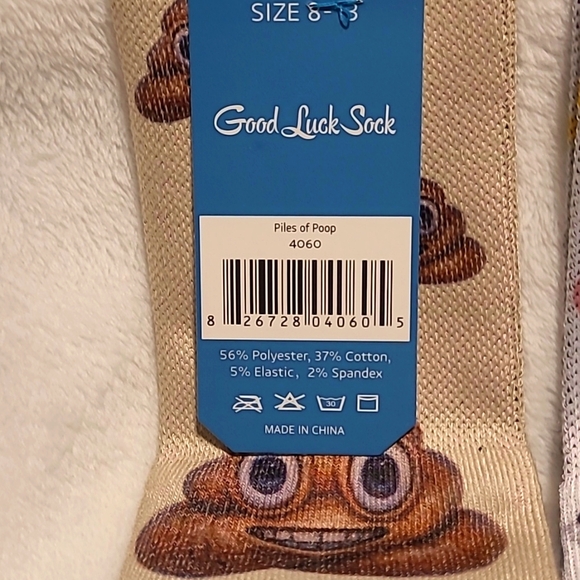 SIZE 8-
Good Luck Sock
Piles of Poop
4060
8 26728 04060 5
56% Polyester, 37% Cotton,
5% Elastic, 2% Spandex
30
MADE IN CHINA